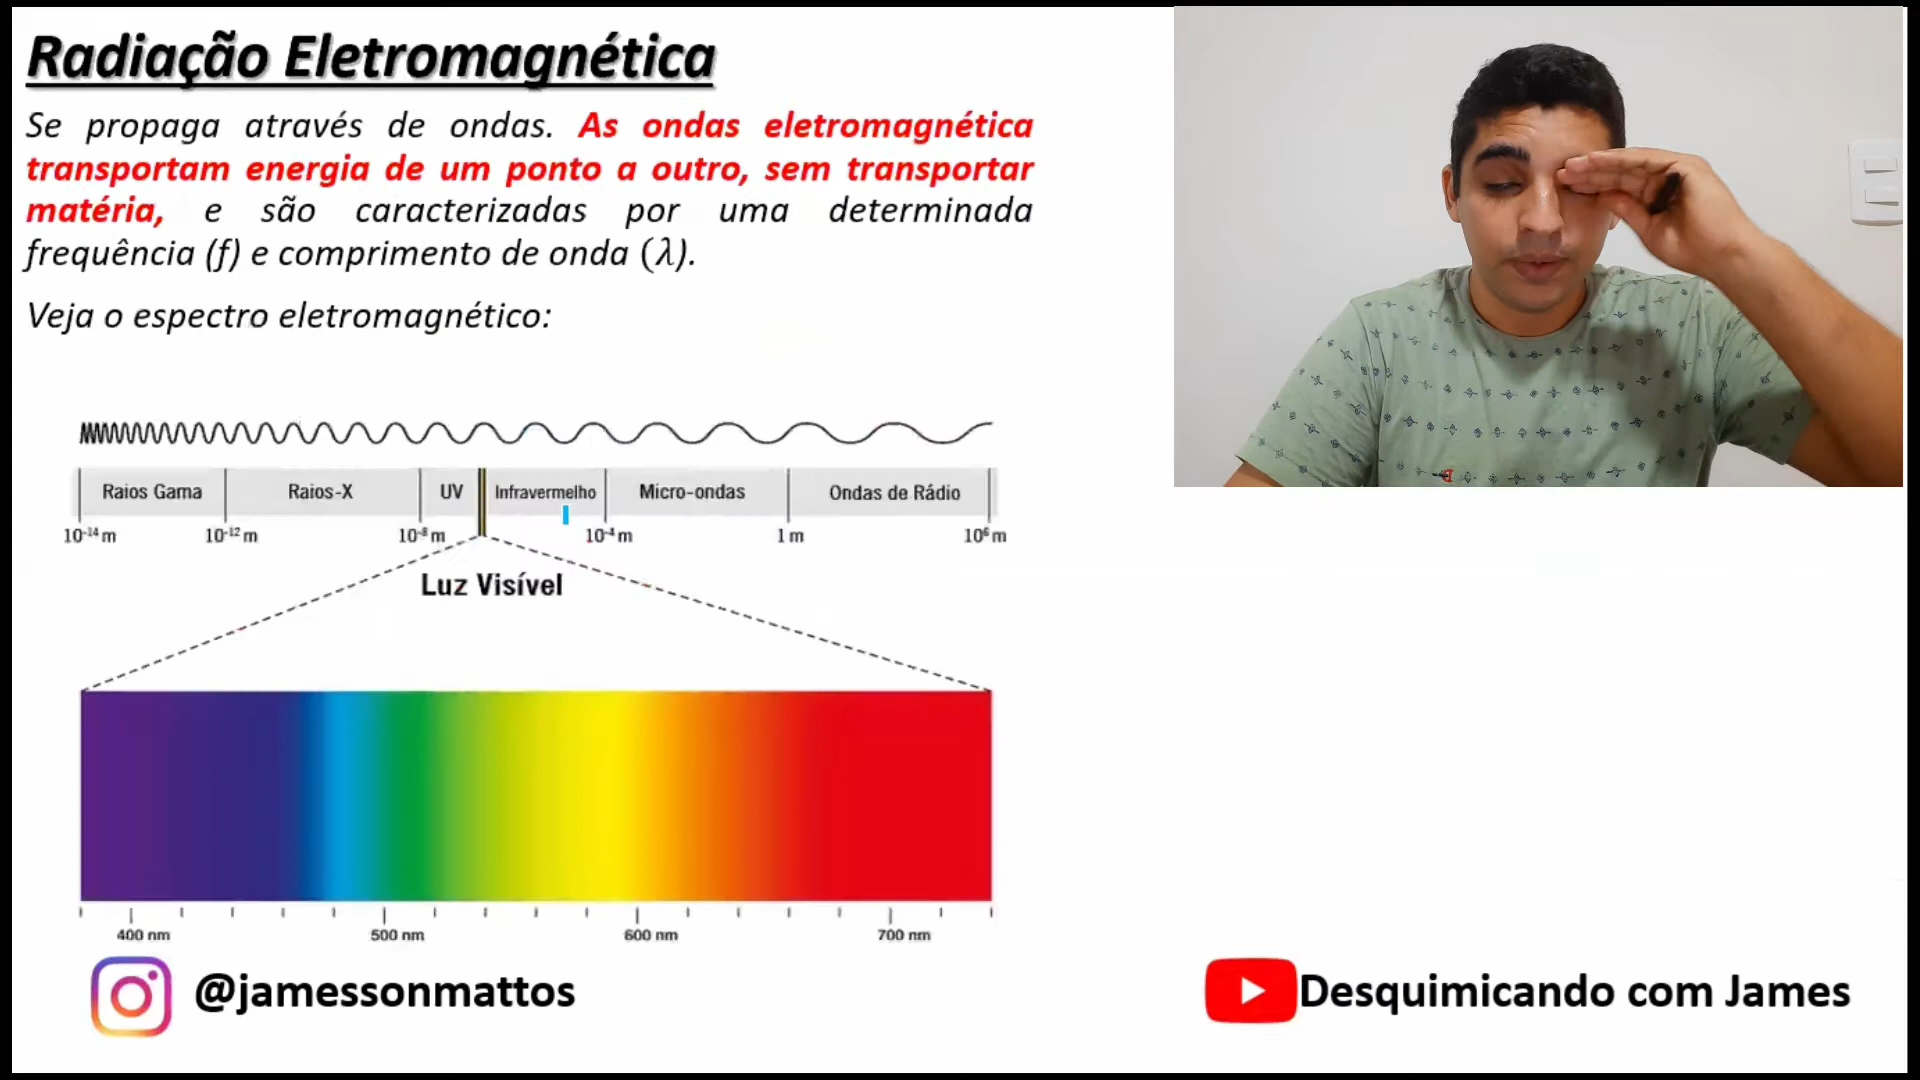 Radiação Eletromagnética
Se propaga através de ondas. As ondas eletromagnética
transportam energia de um ponto a outro, sem transportar
matéria, e são caracterizadas por uma determinada
frequência (f) e comprimento de onda (λ).
Veja o espectro eletromagnético:
Raios Gama Raios-X UV Infravermelho Micro-ondas Ondas de Rádio
10⁻¹⁴ m 10⁻¹² m 10⁻⁸ m 10⁻⁴ m 1 m 10⁶ m
Luz Visível
400 nm 500 nm 600 nm 700 nm
@jamessonmattos
Desquimicando com James